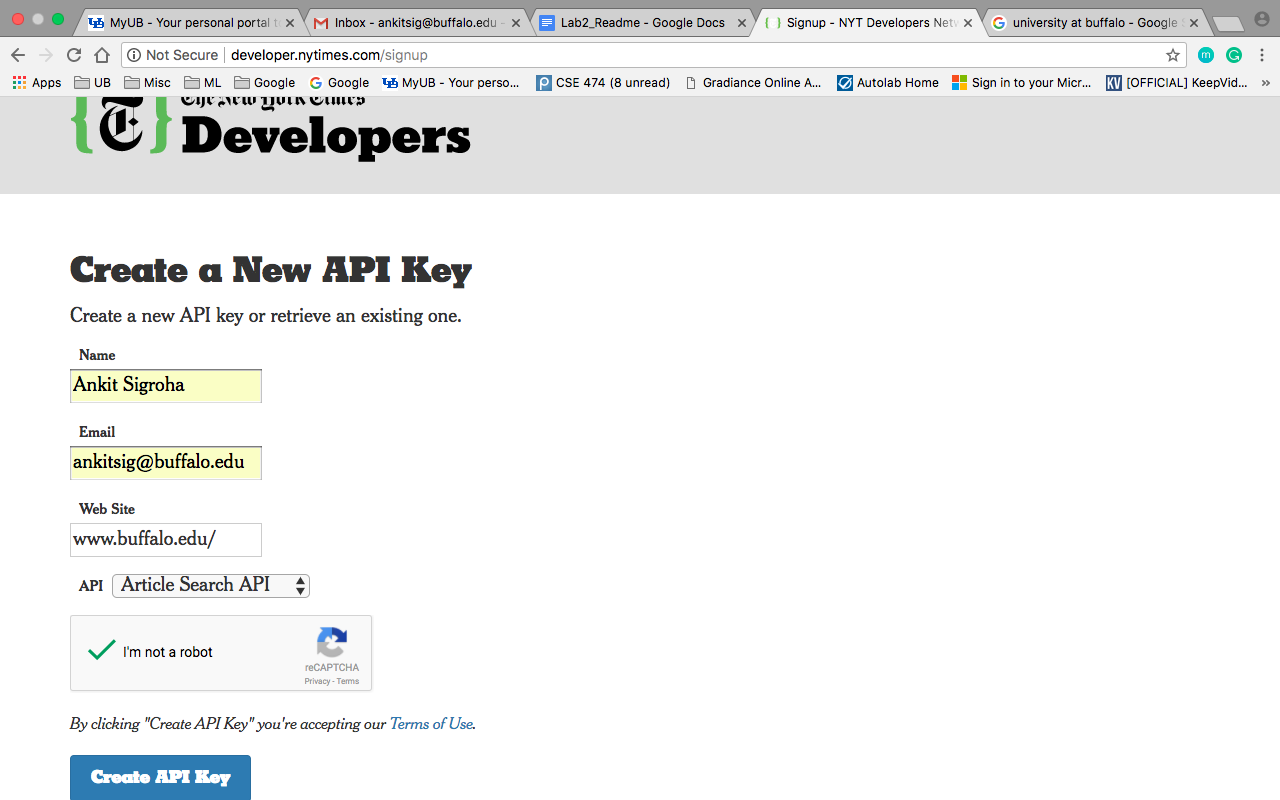 MyUB - Your personal portal t
Inbox - ankitsig@buffalo.edu -
Lab2_Readme - Google Docs
Signup - NYT Developers Netw
university at buffalo - Google S
Not Secure
developer.nytimes.com/signup
m
G
Apps
UB
Misc
ML
Google
Google
MyUB - Your perso...
CSE 474 (8 unread)
Gradiance Online A...
Autolab Home
Sign in to your Micr...
KV [OFFICIAL] KeepVid...
»
The New York Times
{T} Developers
Create a New API Key
Create a new API key or retrieve an existing one.
Name
Ankit Sigroha
Email
ankitsig@buffalo.edu
Web Site
www.buffalo.edu/
API Article Search API
I'm not a robot
reCAPTCHA
Privacy - Terms
By clicking "Create API Key" you're accepting our Terms of Use.
Create API Key